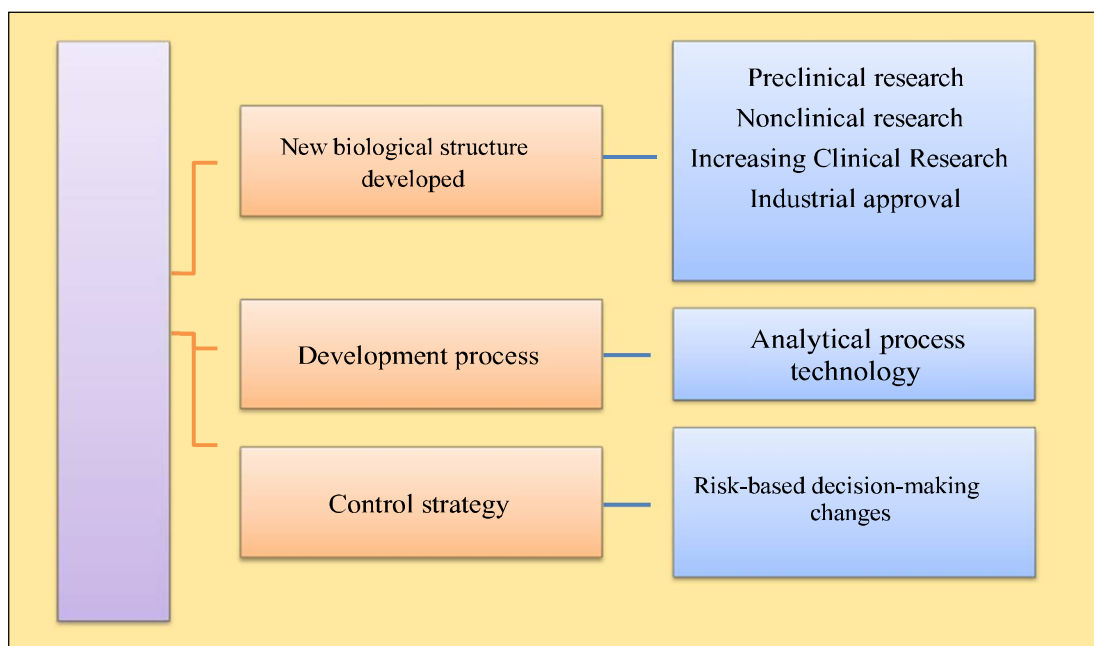 New biological structure
developed
Preclinical research
Nonclinical research
Increasing Clinical Research
Industrial approval
Development process
Analytical process
technology
Control strategy
Risk-based decision-making
changes